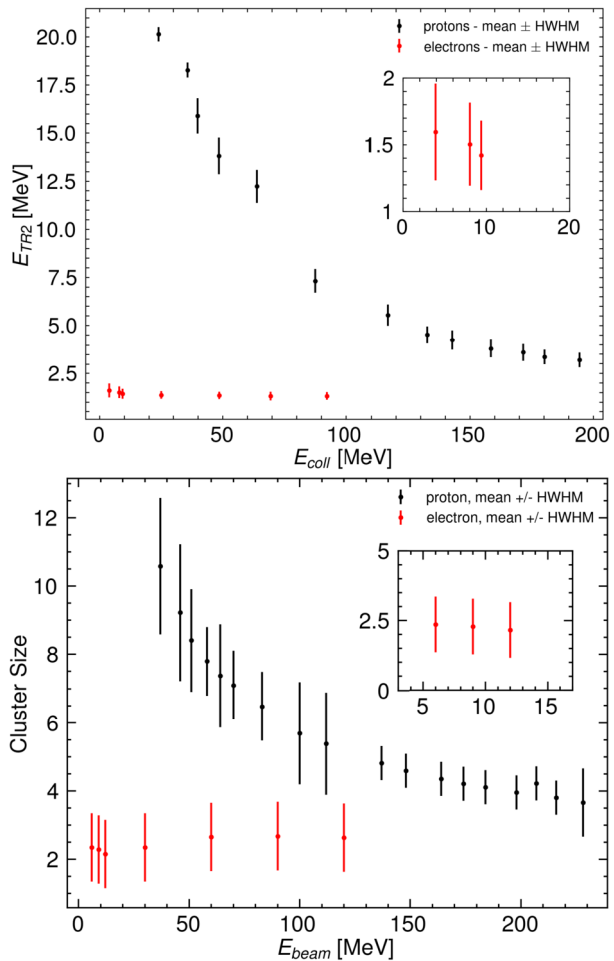 protons - mean ± HWHM
electrons - mean ± HWHM
20.0
17.5
15.0
12.5
10.0
7.5
5.0
2.5
E_TR2 [MeV]
2
1.5
1
0 10 20
0 50 100 150 200
E_coll [MeV]
proton, mean +/- HWHM
electron, mean +/- HWHM
12
10
8
6
4
2
Cluster Size
5
2.5
0
5 10 15
0 50 100 150 200
E_beam [MeV]